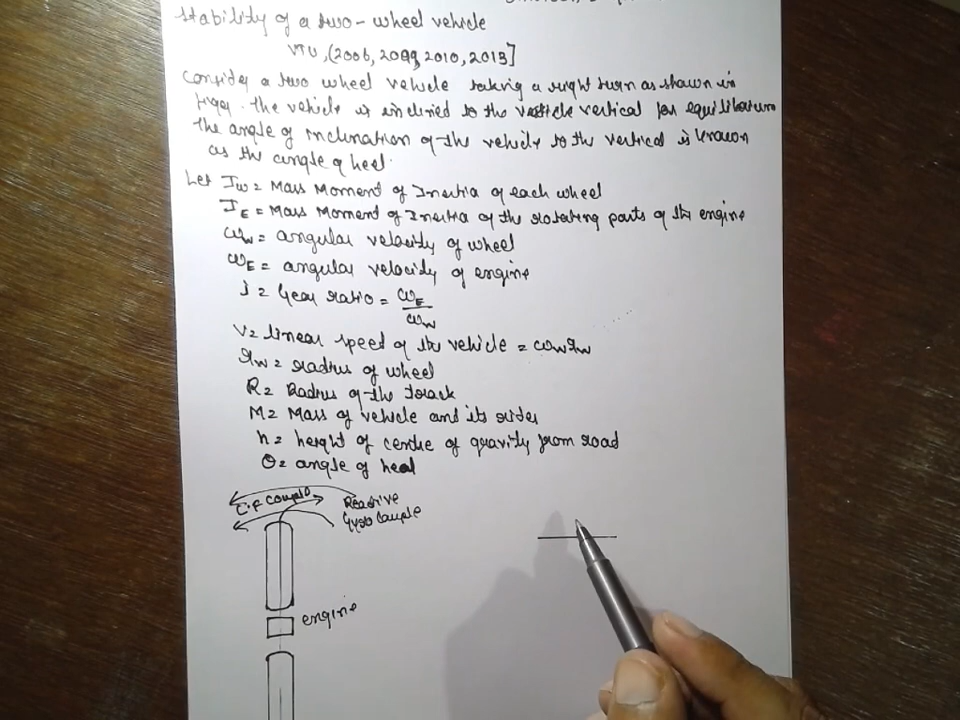 Stability of a two-wheel vehicle
VTU, (2006, 2009, 2010, 2013]
Consider a two wheel vehicle taking a right turn as shown in
fig. The vehicle is inclined to the vertical for equilibrium
The angle of inclination of the vehicle to the vertical is known
as the angle of heel.
Let Iw = Mass Moment of Inertia of each wheel
IE = Mass Moment of Inertia of the rotating parts of the engine
ωw = angular velocity of wheel
ωE = angular velocity of engine
i = Gear ratio = ωE/ωw
V = linear speed of the vehicle = ωw rw
rw = radius of wheel
R = Radius of the track
M = Mass of vehicle and its rider
h = height of centre of gravity from road
θ = angle of heal
C.F Couple
Reactive
Gyro Couple
engine